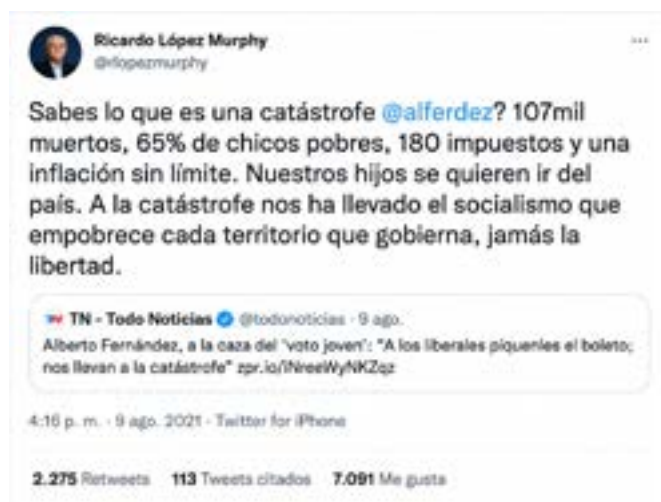 Ricardo López Murphy
@rlopezmurphy
Sabes lo que es una catástrofe @alferdez? 107mil
muertos, 65% de chicos pobres, 180 impuestos y una
inflación sin límite. Nuestros hijos se quieren ir del
país. A la catástrofe nos ha llevado el socialismo que
empobrece cada territorio que gobierna, jamás la
libertad.
TN - Todo Noticias @todonoticias · 9 ago.
Alberto Fernández, a la caza del "voto joven": "A los liberales píquenles el boleto;
nos llevan a la catástrofe" zpr.io/iNreeWyNKZqz
4:16 p. m. · 9 ago. 2021 · Twitter for iPhone
2.275 Retweets 113 Tweets citados 7.091 Me gusta